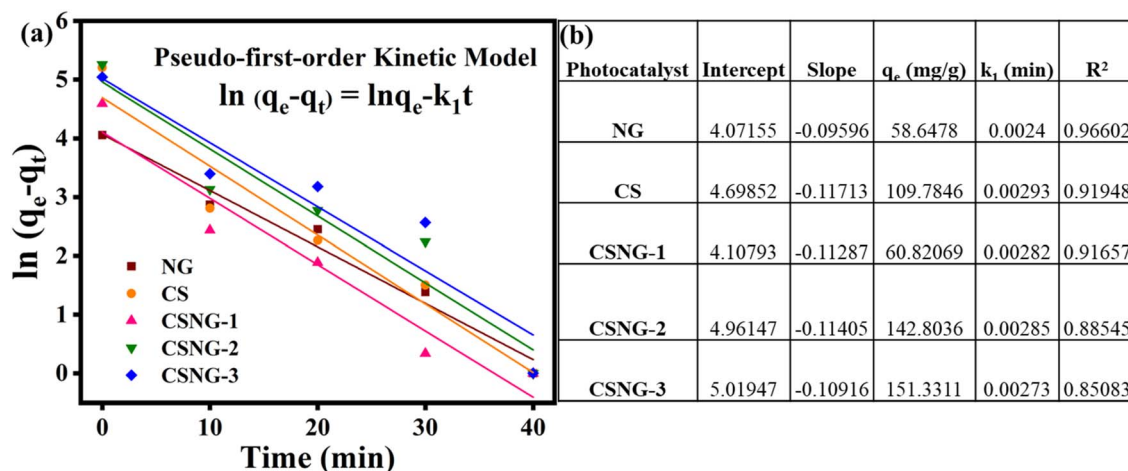 (a)
Pseudo-first-order Kinetic Model
ln (qe-qt) = lnqe-k1t
ln (qe-qt)
6
5
4
3
2
1
0
NG
CS
CSNG-1
CSNG-2
CSNG-3
0 10 20 30 40
Time (min)
(b)
Photocatalyst Intercept Slope qe (mg/g) k1 (min) R²
NG 4.07155 -0.09596 58.6478 0.0024 0.96602
CS 4.69852 -0.11713 109.7846 0.00293 0.91948
CSNG-1 4.10793 -0.11287 60.82069 0.00282 0.91657
CSNG-2 4.96147 -0.11405 142.8036 0.00285 0.88545
CSNG-3 5.01947 -0.10916 151.3311 0.00273 0.85083